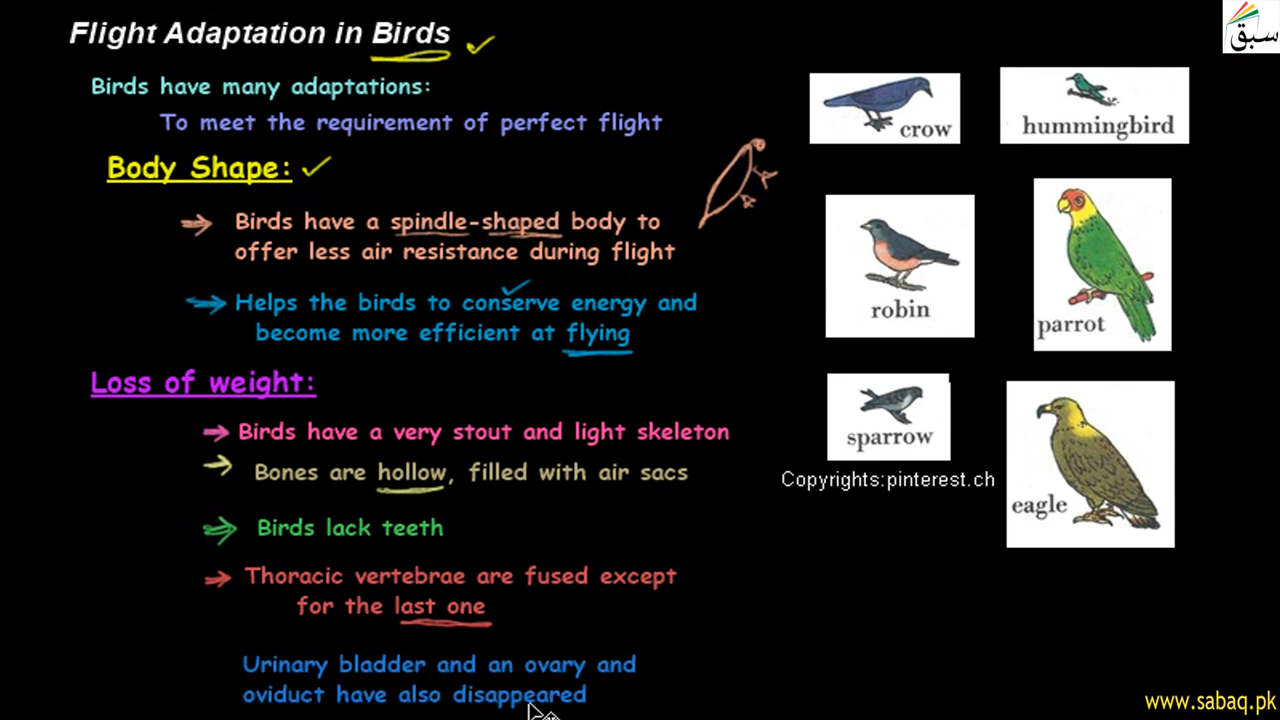 Flight Adaptation in Birds
Birds have many adaptations:
To meet the requirement of perfect flight
Body Shape:
Birds have a spindle-shaped body to
offer less air resistance during flight
Helps the birds to conserve energy and
become more efficient at flying
Loss of weight:
Birds have a very stout and light skeleton
Bones are hollow, filled with air sacs
Birds lack teeth
Thoracic vertebrae are fused except
for the last one
Urinary bladder and an ovary and
oviduct have also disappeared
سبق
crow
hummingbird
robin
parrot
sparrow
Copyrights:pinterest.ch
eagle
www.sabaq.pk